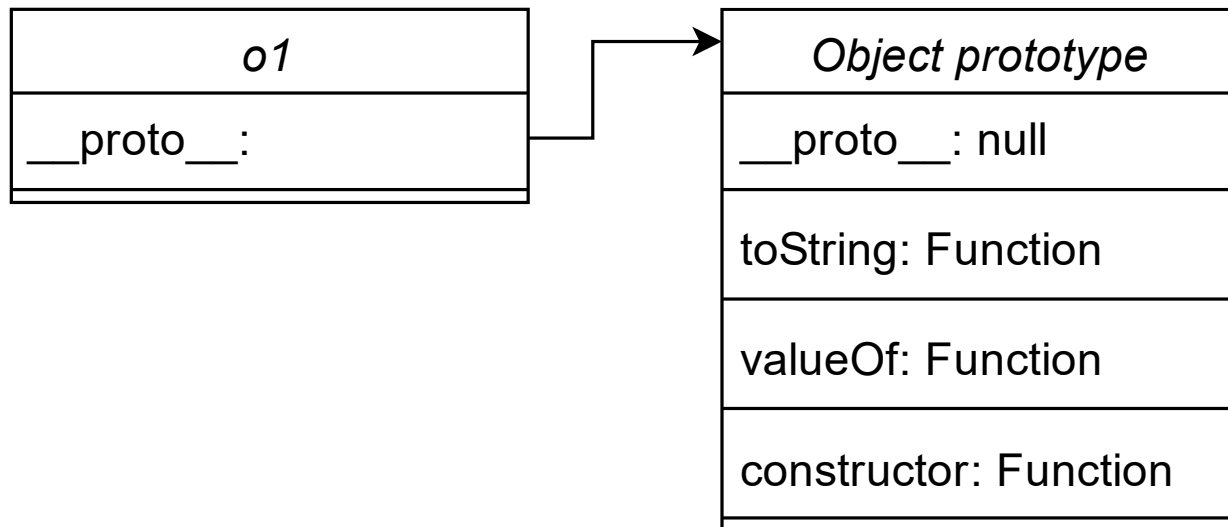 o1
__proto__:
Object prototype
__proto__: null
toString: Function
valueOf: Function
constructor: Function